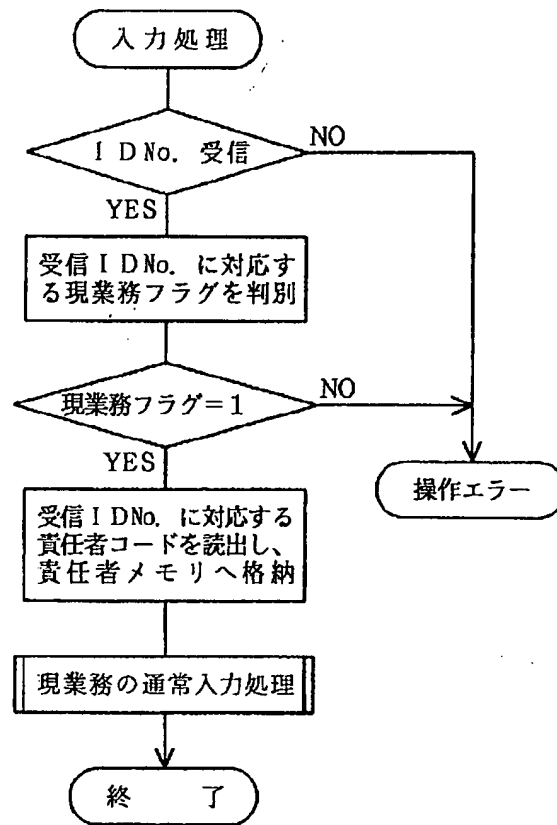 入力処理
ＩＤNo. 受信
NO
YES
受信ＩＤNo. に対応す
る現業務フラグを判別
現業務フラグ＝１
NO
YES
操作エラー
受信ＩＤNo. に対応する
責任者コードを読出し、
責任者メモリへ格納
現業務の通常入力処理
終　了